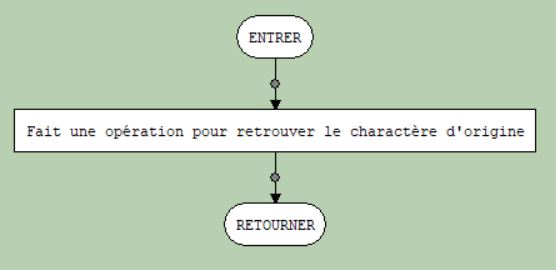 ENTRER
Fait une opération pour retrouver le charactère d'origine
RETOURNER